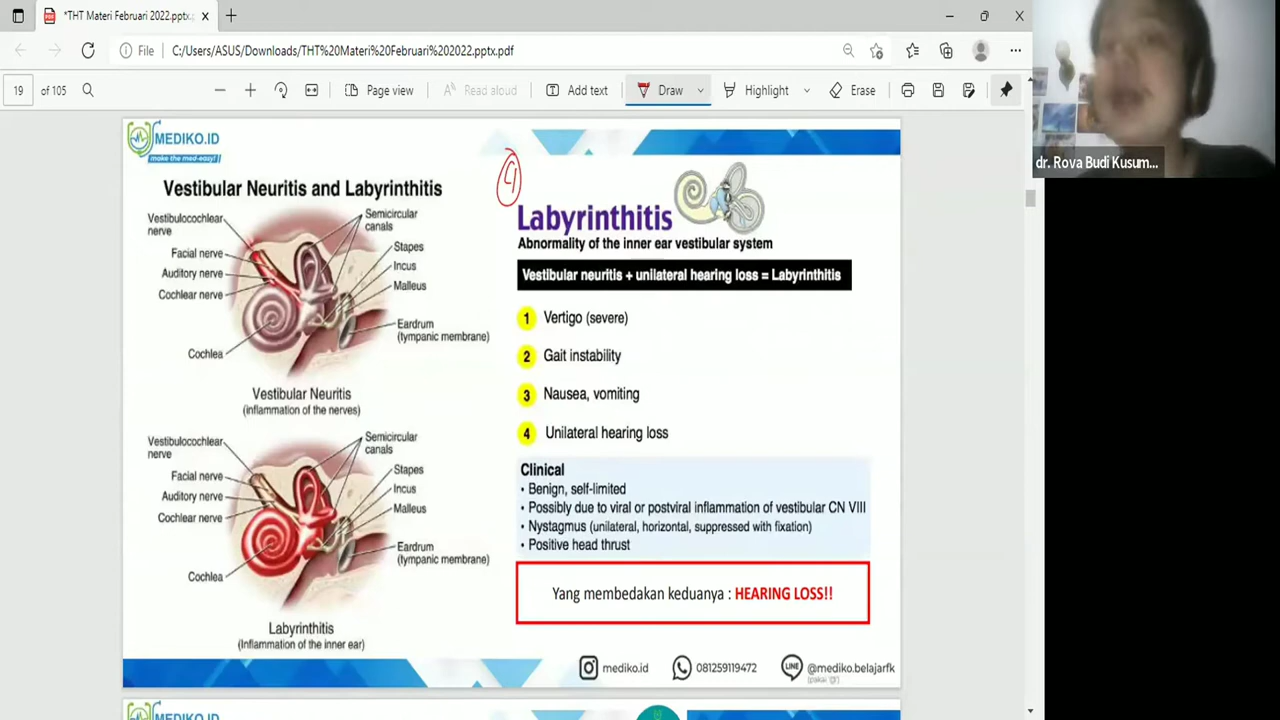 *THT Materi Februari 2022.pptx.p
File
C:/Users/ASUS/Downloads/THT%20Materi%20Februari%202022.pptx.pdf
19 of 105
Page view
Read aloud
Add text
Draw
Highlight
Erase
dr. Rova Budi Kusum...
MEDIKO.ID
make the med-easy!
Vestibular Neuritis and Labyrinthitis
Vestibulocochlear
nerve
Facial nerve
Auditory nerve
Cochlear nerve
Cochlea
Semicircular
canals
Stapes
Incus
Malleus
Eardrum
(tympanic membrane)
Vestibular Neuritis
(inflammation of the nerves)
Vestibulocochlear
nerve
Facial nerve
Auditory nerve
Cochlear nerve
Cochlea
Semicircular
canals
Stapes
Incus
Malleus
Eardrum
(tympanic membrane)
Labyrinthitis
(Inflammation of the inner ear)
Labyrinthitis
Abnormality of the inner ear vestibular system
Vestibular neuritis + unilateral hearing loss = Labyrinthitis
1 Vertigo (severe)
2 Gait instability
3 Nausea, vomiting
4 Unilateral hearing loss
Clinical
• Benign, self-limited
• Possibly due to viral or postviral inflammation of vestibular CN VIII
• Nystagmus (unilateral, horizontal, suppressed with fixation)
• Positive head thrust
Yang membedakan keduanya : HEARING LOSS!!
mediko.id
081259119472
@mediko.belajarfk
(pakai '@')
MEDIKO.ID